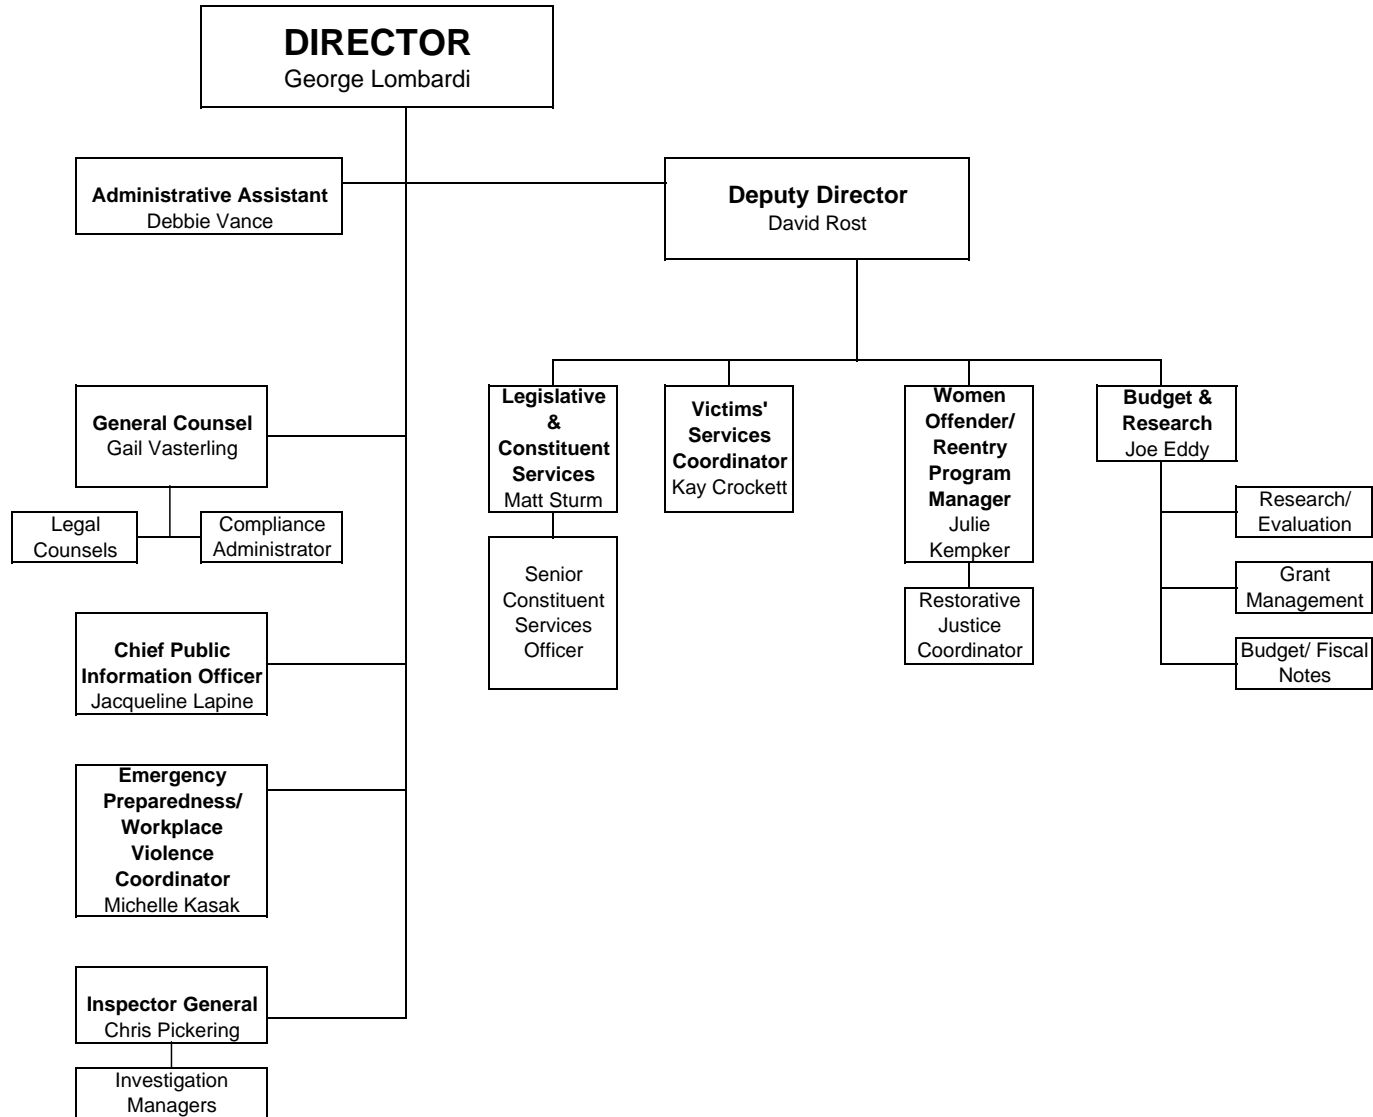 DIRECTOR
George Lombardi
Administrative Assistant
Debbie Vance
Deputy Director
David Rost
General Counsel
Gail Vasterling
Legal
Counsels
Compliance
Administrator
Chief Public
Information Officer
Jacqueline Lapine
Emergency
Preparedness/
Workplace
Violence
Coordinator
Michelle Kasak
Inspector General
Chris Pickering
Investigation
Managers
Legislative
&
Constituent
Services
Matt Sturm
Senior
Constituent
Services
Officer
Victims'
Services
Coordinator
Kay Crockett
Women
Offender/
Reentry
Program
Manager
Julie
Kempker
Restorative
Justice
Coordinator
Budget &
Research
Joe Eddy
Research/
Evaluation
Grant
Management
Budget/ Fiscal
Notes